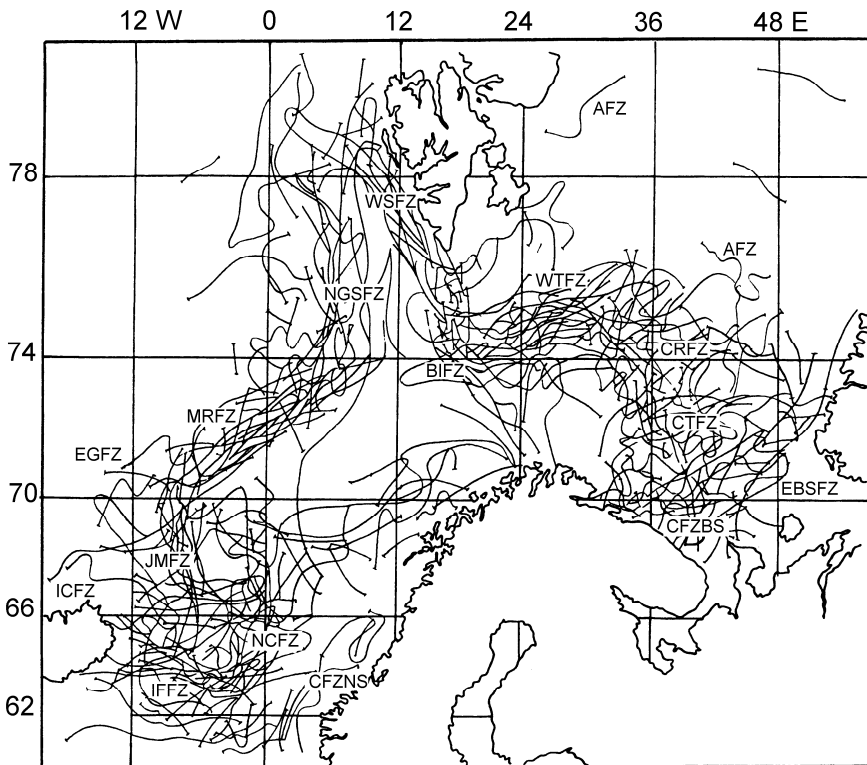 12 W 0 12 24 36 48 E
AFZ
78
WSFZ
AFZ
WTFZ
NGSFZ
74
CRFZ
BIFZ
MRFZ
CTFZ
EGFZ
EBSFZ
70
CFZBS
JMFZ
ICFZ
66
NCFZ
CFZNS
IFFZ
62